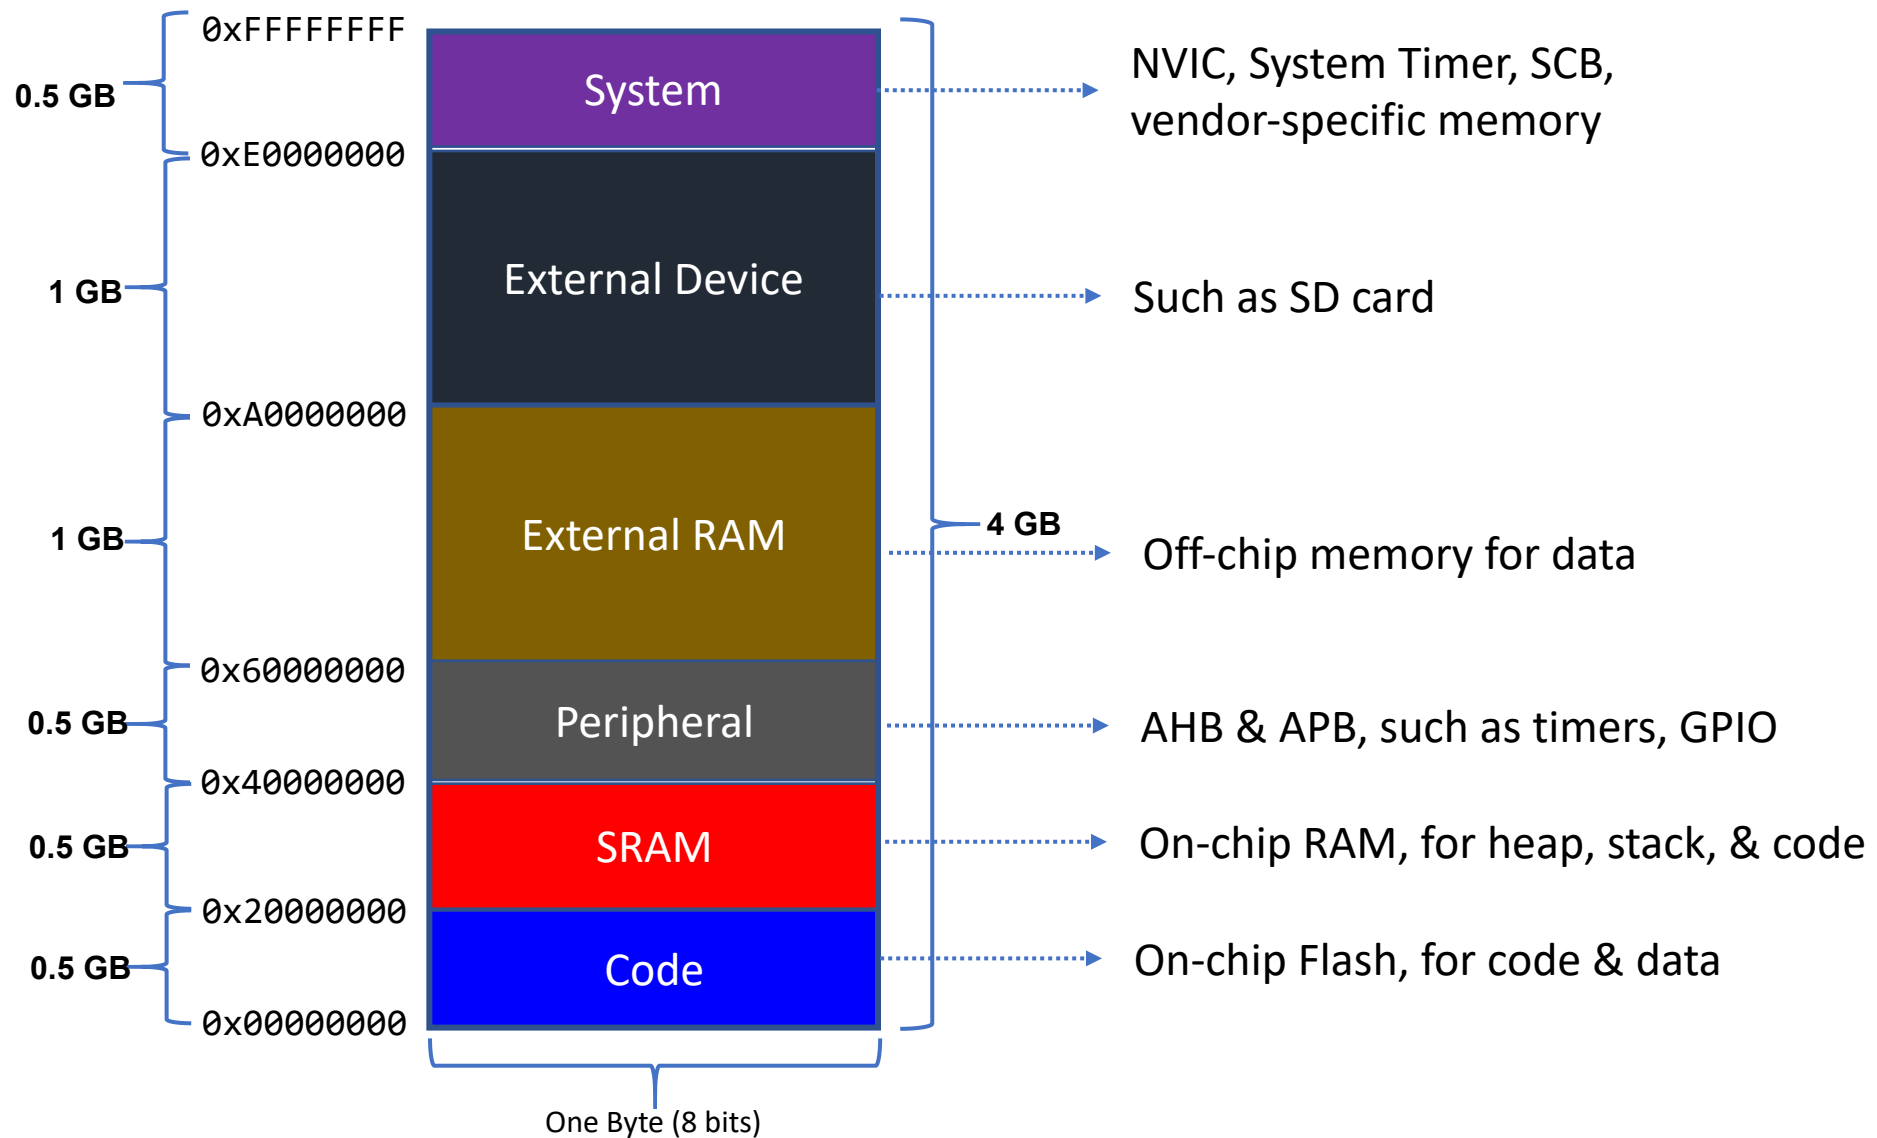 0xFFFFFFFF
0.5 GB
System
NVIC, System Timer, SCB,
vendor-specific memory
0xE0000000
1 GB
External Device
Such as SD card
0xA0000000
1 GB
External RAM
4 GB
Off-chip memory for data
0x60000000
0.5 GB
Peripheral
AHB & APB, such as timers, GPIO
0x40000000
0.5 GB
SRAM
On-chip RAM, for heap, stack, & code
0x20000000
0.5 GB
Code
On-chip Flash, for code & data
0x00000000
One Byte (8 bits)